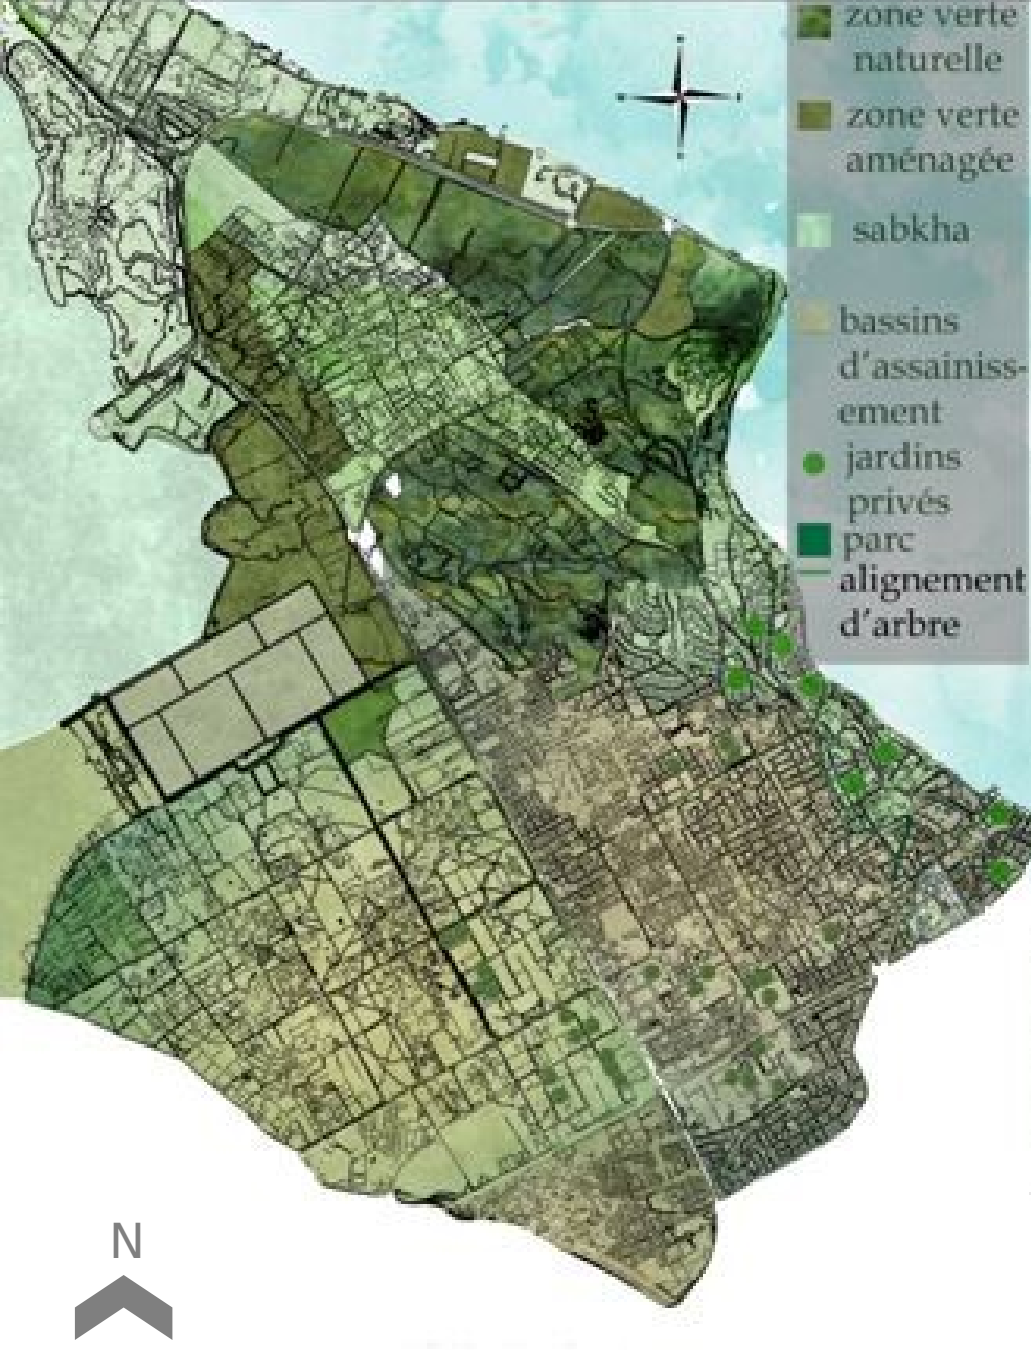 zone verte
naturelle
zone verte
aménagée
sabkha
bassins
d'assainiss-
ement
jardins
privés
parc
alignement
d'arbre
N